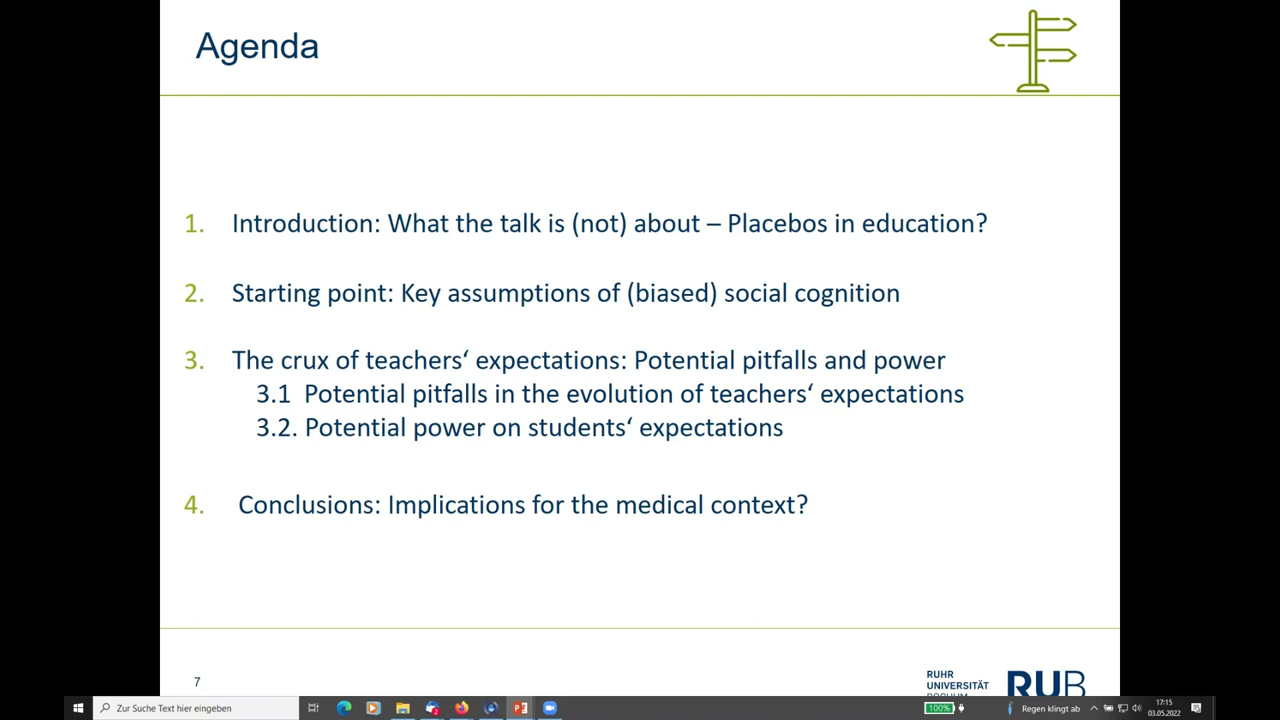 Agenda
1. Introduction: What the talk is (not) about – Placebos in education?
2. Starting point: Key assumptions of (biased) social cognition
3. The crux of teachers‘ expectations: Potential pitfalls and power
3.1 Potential pitfalls in the evolution of teachers‘ expectations
3.2. Potential power on students‘ expectations
4. Conclusions: Implications for the medical context?
7
RUHR
UNIVERSITÄT
BOCHUM
RUB
Zur Suche Text hier eingeben
100%
Regen klingt ab
17:15
03.05.2022